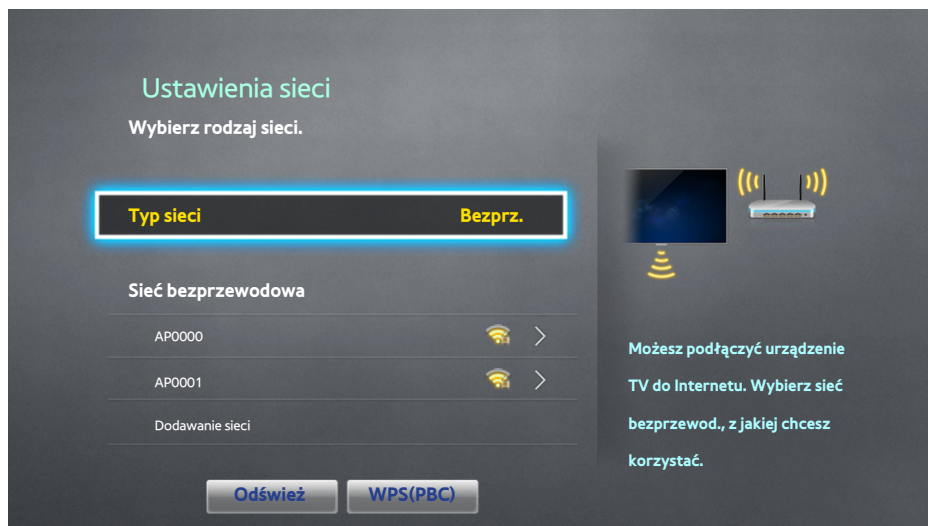 Ustawienia sieci
Wybierz rodzaj sieci.
Typ sieci Bezprz.
Sieć bezprzewodowa
AP0000
AP0001
Dodawanie sieci
Odśwież WPS(PBC)
Możesz podłączyć urządzenie
TV do Internetu. Wybierz sieć
bezprzewod., z jakiej chcesz
korzystać.